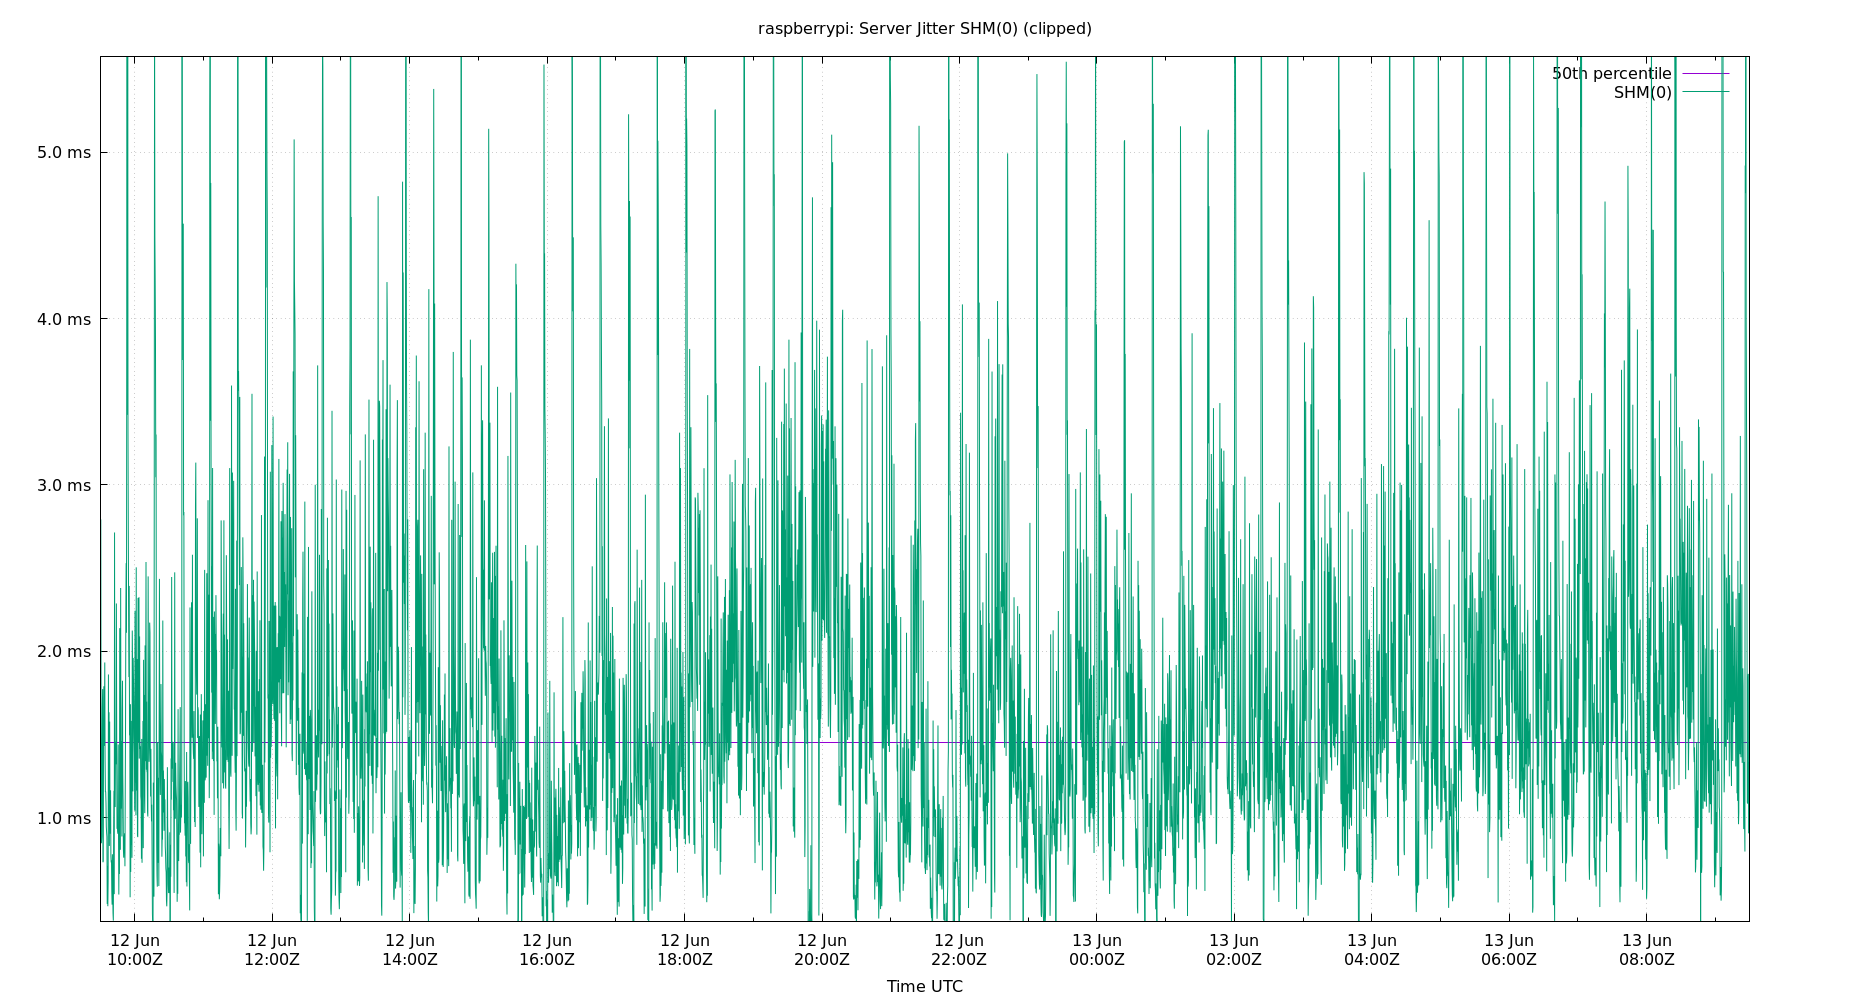 raspberrypi: Server Jitter SHM(0) (clipped)
50th percentile
SHM(0)
5.0 ms
4.0 ms
3.0 ms
2.0 ms
1.0 ms
12 Jun 12 Jun 12 Jun 12 Jun 12 Jun 12 Jun 12 Jun 13 Jun 13 Jun 13 Jun 13 Jun 13 Jun
10:00Z 12:00Z 14:00Z 16:00Z 18:00Z 20:00Z 22:00Z 00:00Z 02:00Z 04:00Z 06:00Z 08:00Z
Time UTC